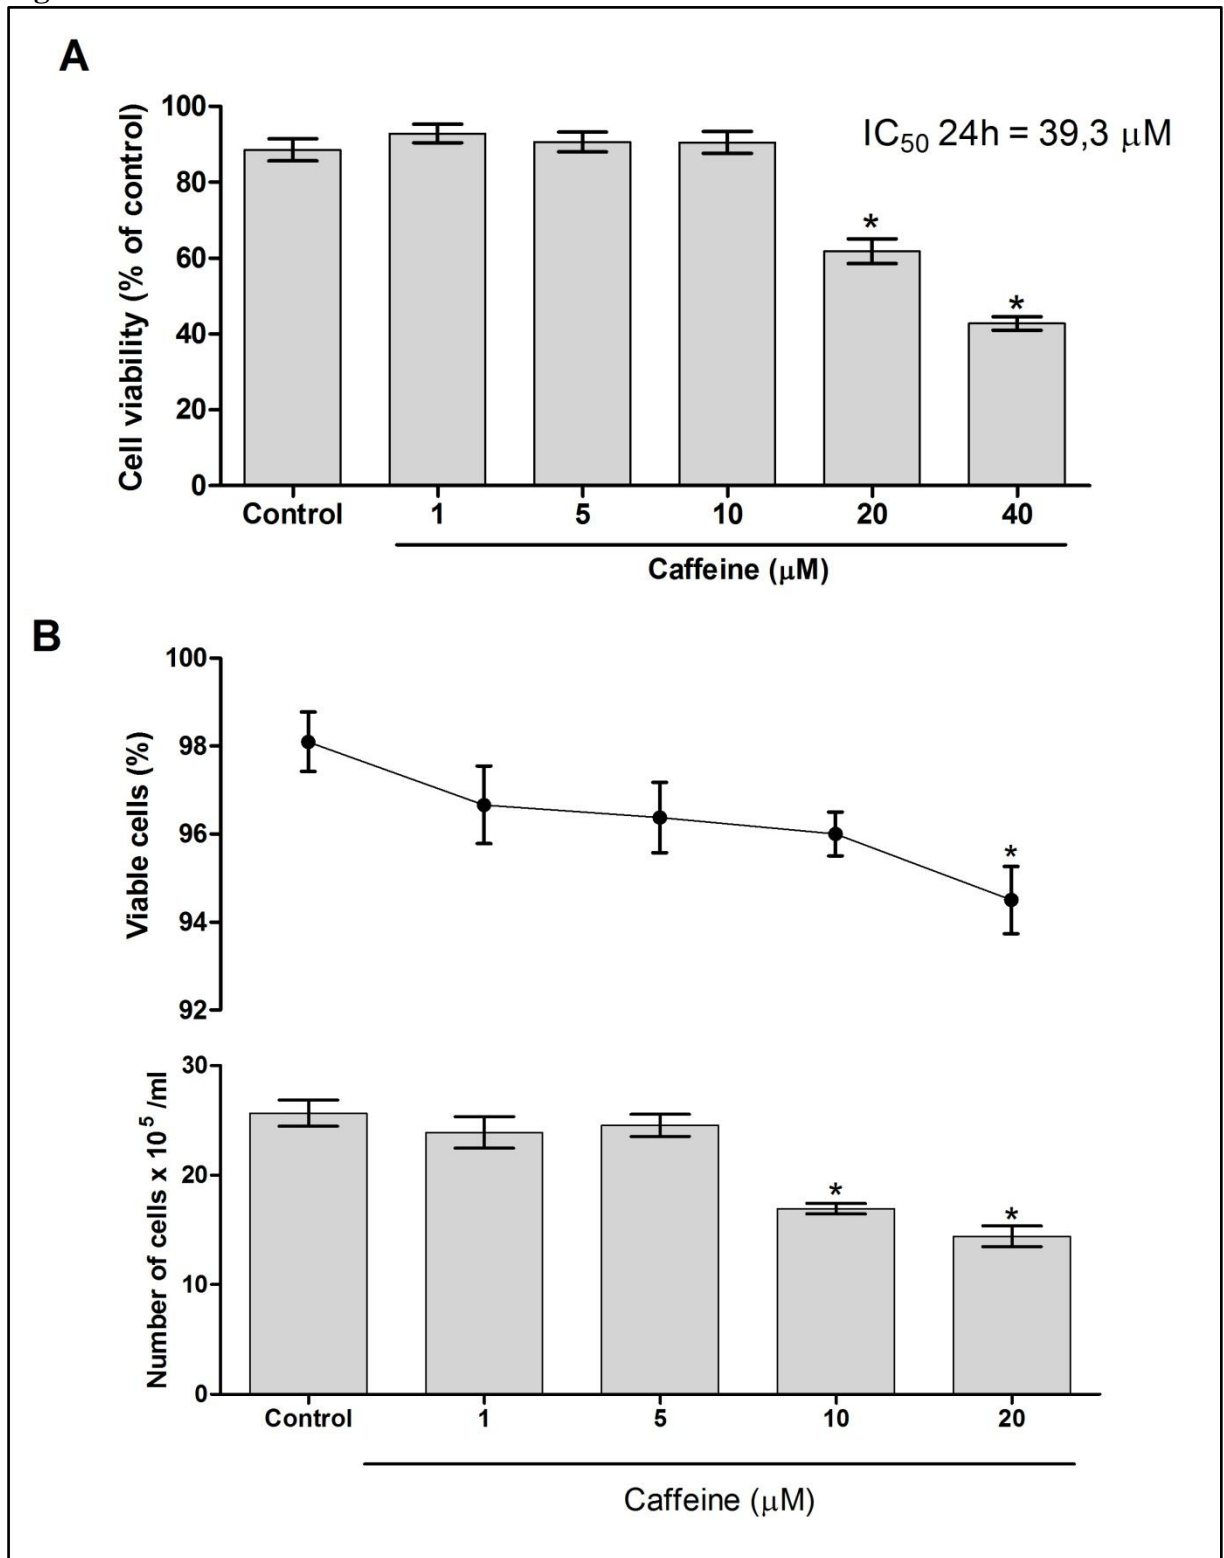 A
Cell viability (% of control)
100
80
60
40
20
0
IC50 24h = 39,3 μM
*
*
Control 1 5 10 20 40
Caffeine (μM)
B
Viable cells (%)
100
98
96
94
92
*
Number of cells x 10 5 /ml
30
20
10
0
*
*
Control 1 5 10 20
Caffeine (μM)